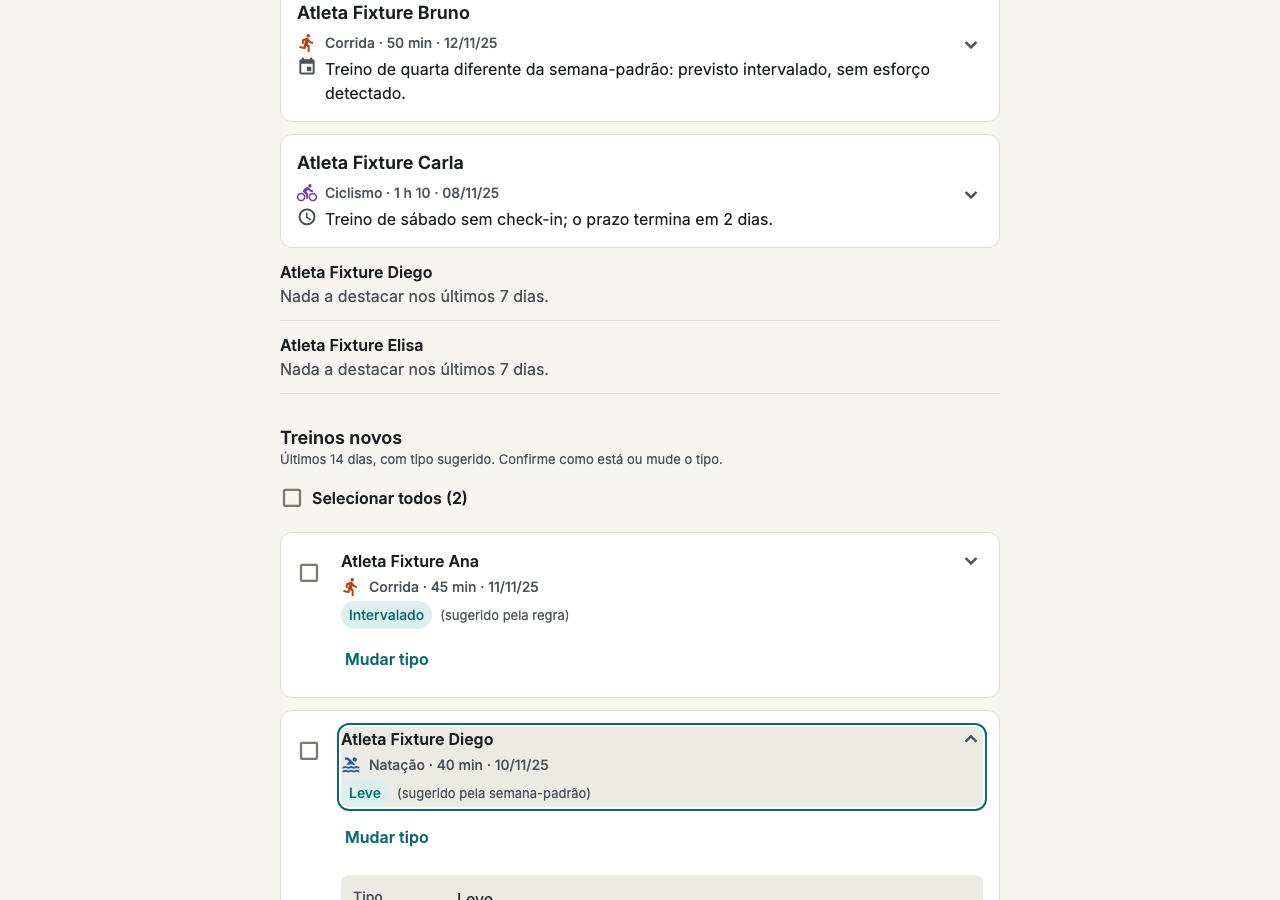 Atleta Fixture Bruno
Corrida · 50 min · 12/11/25
Treino de quarta diferente da semana-padrão: previsto intervalado, sem esforço
detectado.
Atleta Fixture Carla
Ciclismo · 1 h 10 · 08/11/25
Treino de sábado sem check-in; o prazo termina em 2 dias.
Atleta Fixture Diego
Nada a destacar nos últimos 7 dias.
Atleta Fixture Elisa
Nada a destacar nos últimos 7 dias.
Treinos novos
Últimos 14 dias, com tipo sugerido. Confirme como está ou mude o tipo.
Selecionar todos (2)
Atleta Fixture Ana
Corrida · 45 min · 11/11/25
Intervalado (sugerido pela regra)
Mudar tipo
Atleta Fixture Diego
Natação · 40 min · 10/11/25
Leve (sugerido pela semana-padrão)
Mudar tipo
Tipo Leve